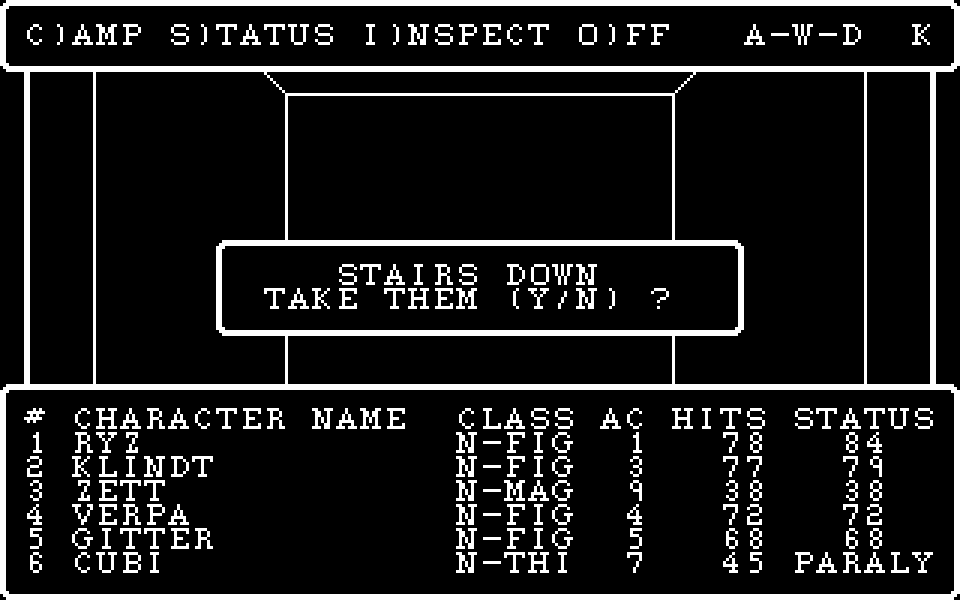 C)AMP S)TATUS I)NSPECT O)FF A-W-D K
STAIRS DOWN
TAKE THEM (Y/N) ?
# CHARACTER NAME CLASS AC HITS STATUS
1 RYZ N-FIG 1 78 84
2 KLINDT N-FIG 3 77 79
3 ZETT N-MAG 9 38 38
4 VERPA N-FIG 4 72 72
5 GITTER N-FIG 5 68 68
6 CUBI N-THI 7 45 PARALY